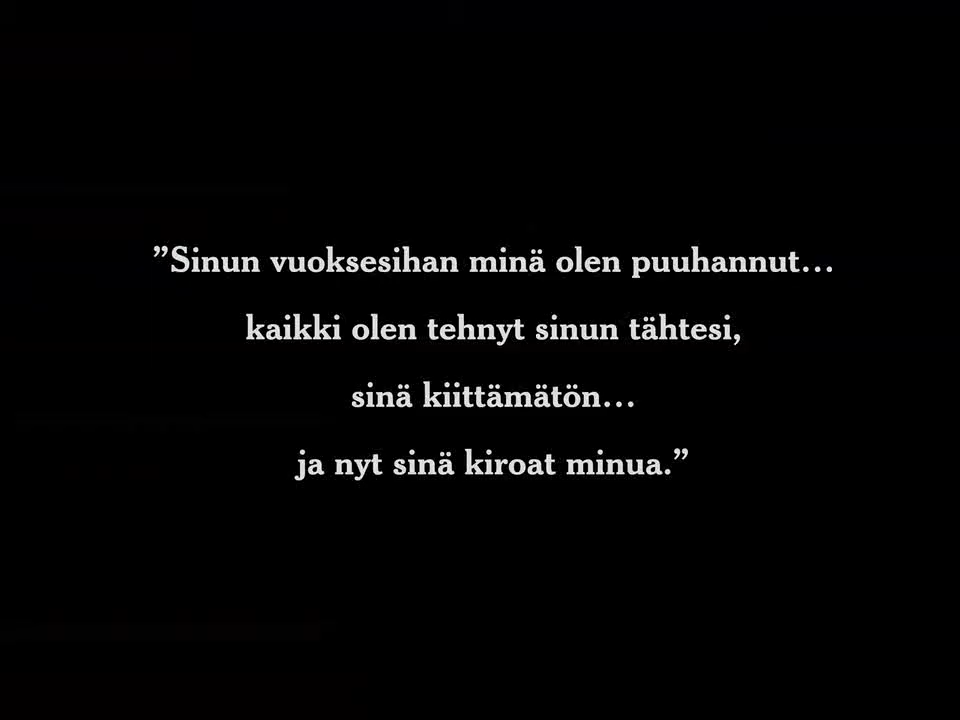 ”Sinun vuoksesihan minä olen puuhannut...
kaikki olen tehnyt sinun tähtesi,
sinä kiittämätön...
ja nyt sinä kiroat minua.”